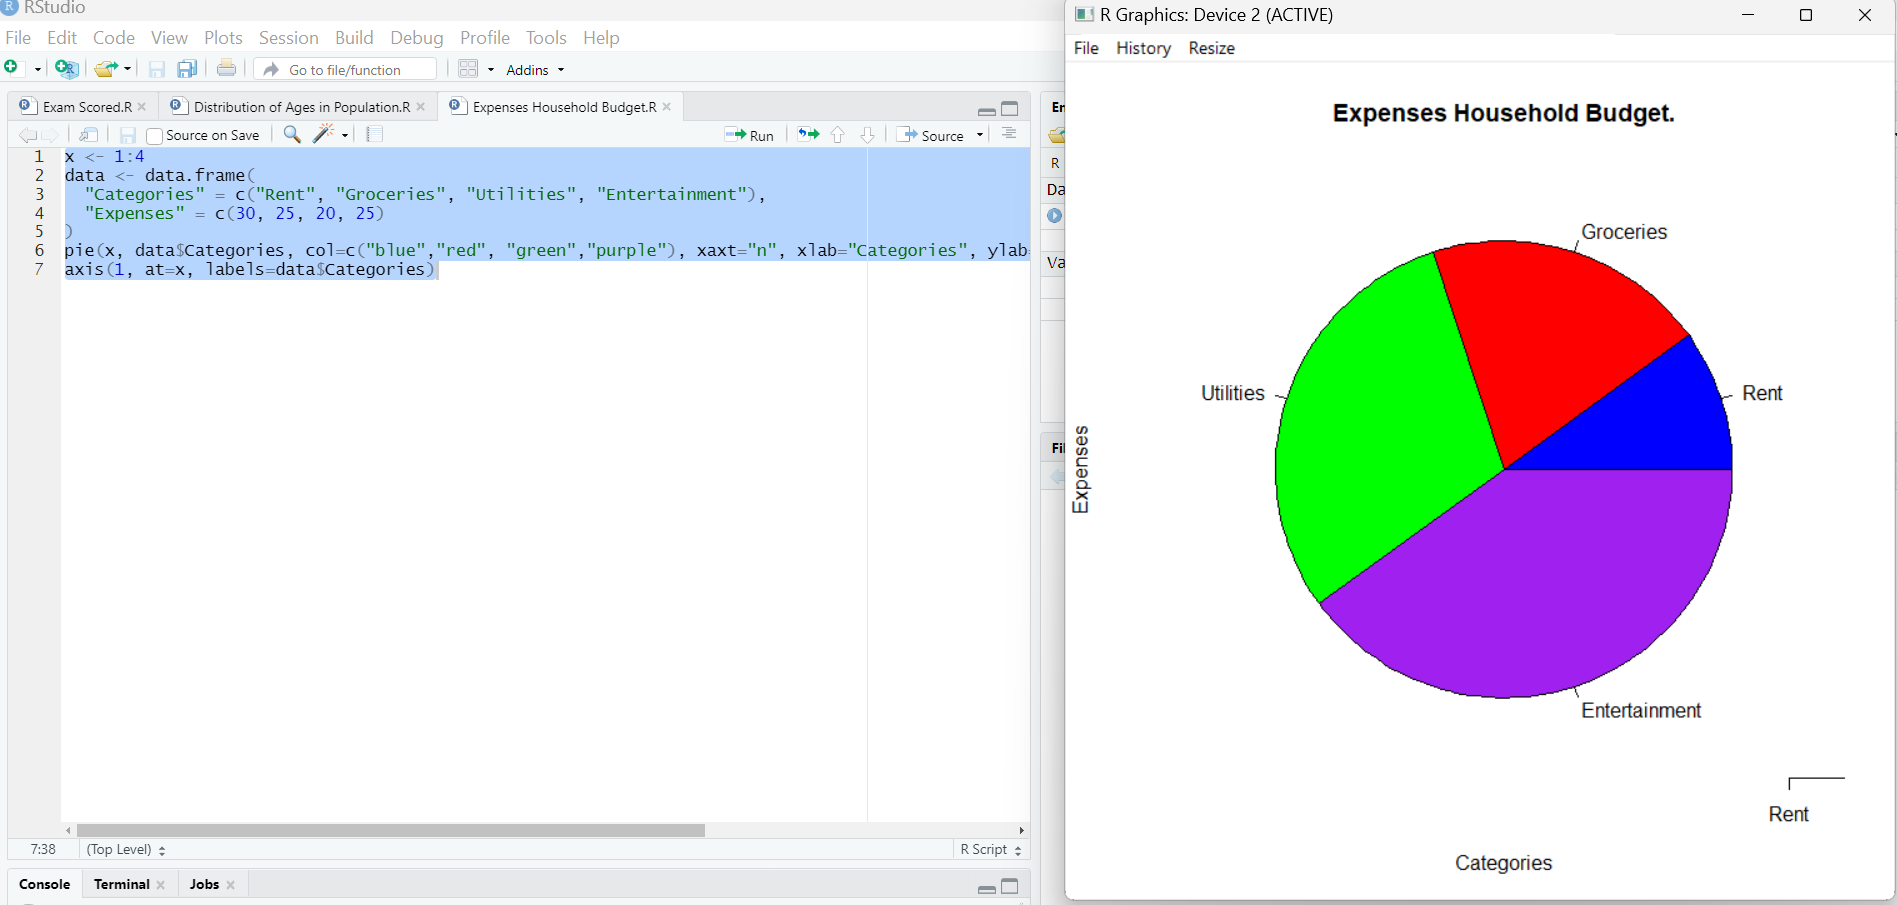 RStudio
File Edit Code View Plots Session Build Debug Profile Tools Help
Go to file/function Addins
Exam Scored.R Distribution of Ages in Population.R Expenses Household Budget.R
Source on Save Run Source
1 x <- 1:4
2 data <- data.frame(
3 "Categories" = c("Rent", "Groceries", "Utilities", "Entertainment"),
4 "Expenses" = c(30, 25, 20, 25)
5 )
6 pie(x, data$Categories, col=c("blue","red", "green","purple"), xaxt="n", xlab="Categories", ylab=
7 axis(1, at=x, labels=data$Categories)
7:38 (Top Level) R Script
Console Terminal Jobs
En
R
Da
Va
Fi
R Graphics: Device 2 (ACTIVE)
File History Resize
Expenses Household Budget.
Groceries
Utilities
Rent
Expenses
Entertainment
Rent
Categories